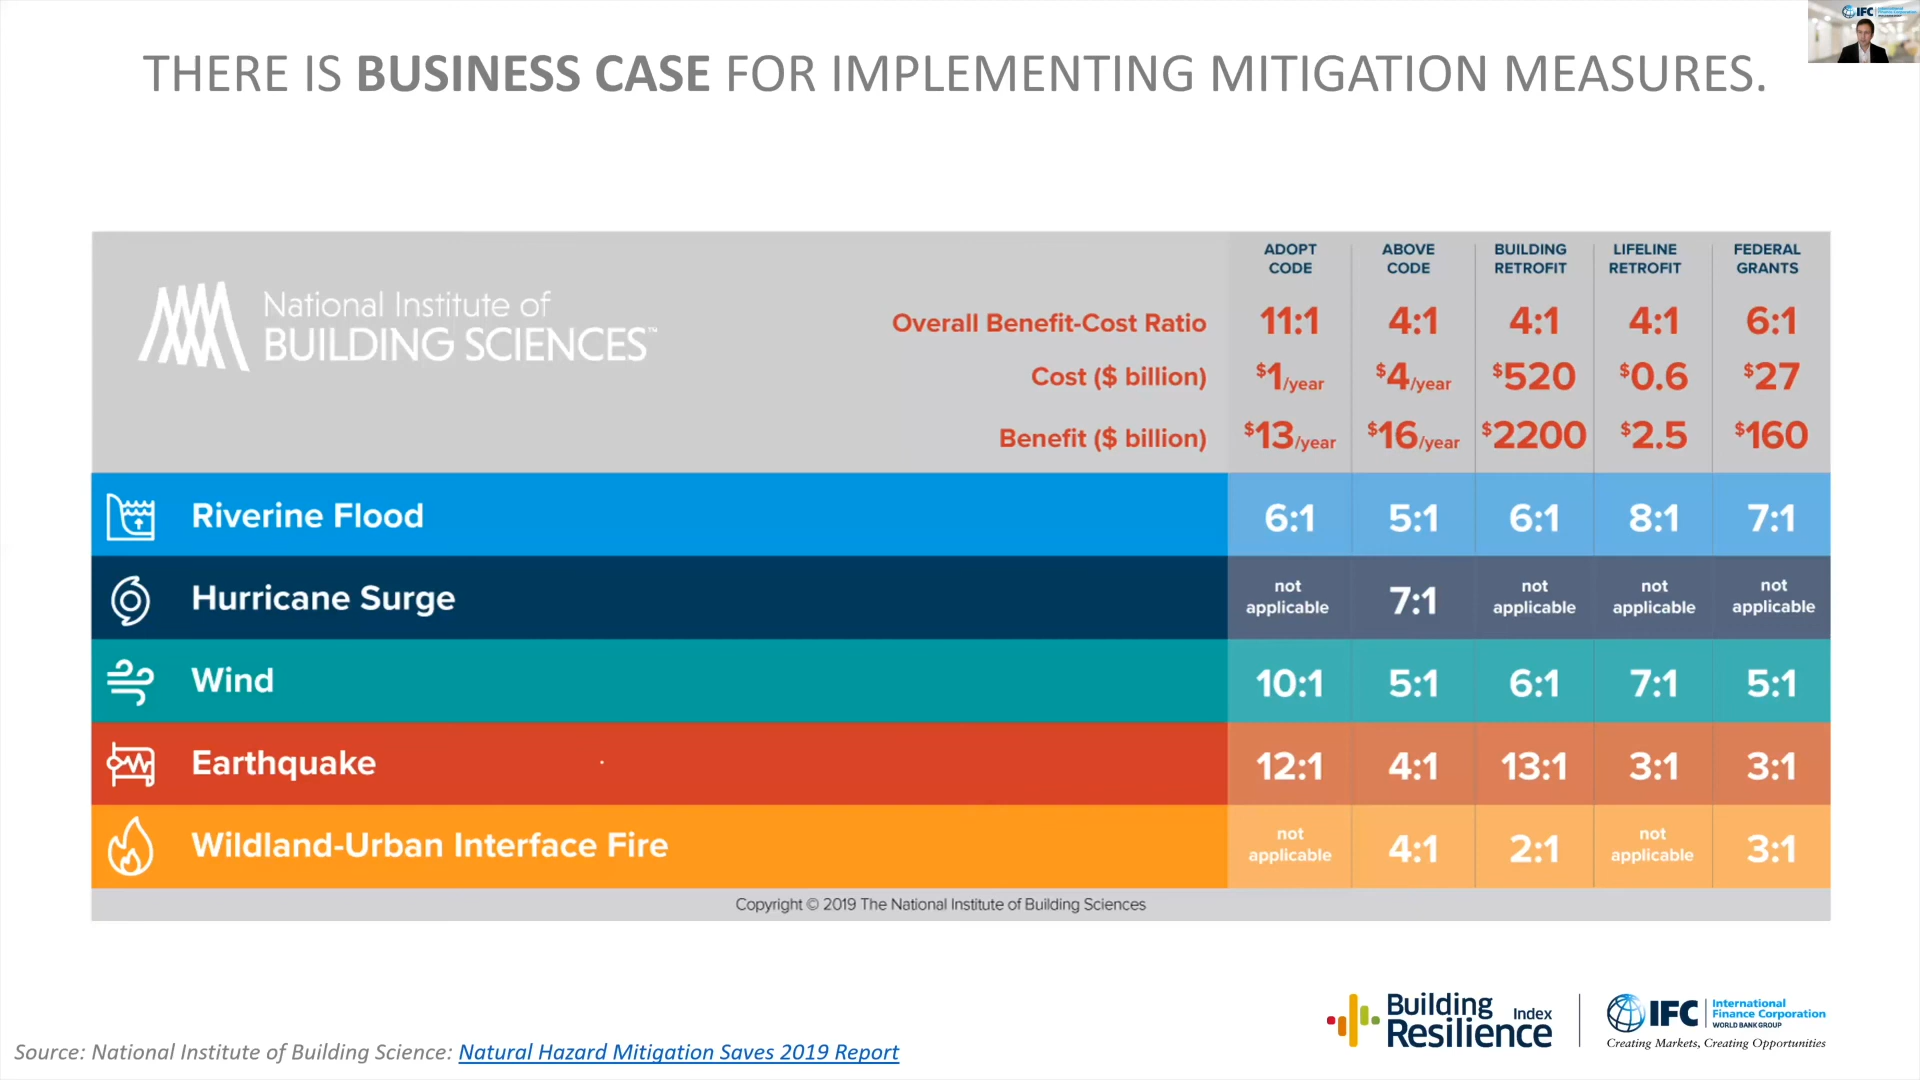 IFC
THERE IS BUSINESS CASE FOR IMPLEMENTING MITIGATION MEASURES.
National Institute of
BUILDING SCIENCES™
ADOPT CODE ABOVE CODE BUILDING RETROFIT LIFELINE RETROFIT FEDERAL GRANTS
Overall Benefit-Cost Ratio 11:1 4:1 4:1 4:1 6:1
Cost ($ billion) $1/year $4/year $520 $0.6 $27
Benefit ($ billion) $13/year $16/year $2200 $2.5 $160
Riverine Flood 6:1 5:1 6:1 8:1 7:1
Hurricane Surge not applicable 7:1 not applicable not applicable not applicable
Wind 10:1 5:1 6:1 7:1 5:1
Earthquake 12:1 4:1 13:1 3:1 3:1
Wildland-Urban Interface Fire not applicable 4:1 2:1 not applicable 3:1
Copyright © 2019 The National Institute of Building Sciences
Building
Resilience Index
IFC
International
Finance Corporation
WORLD BANK GROUP
Creating Markets, Creating Opportunities
Source: National Institute of Building Science: Natural Hazard Mitigation Saves 2019 Report